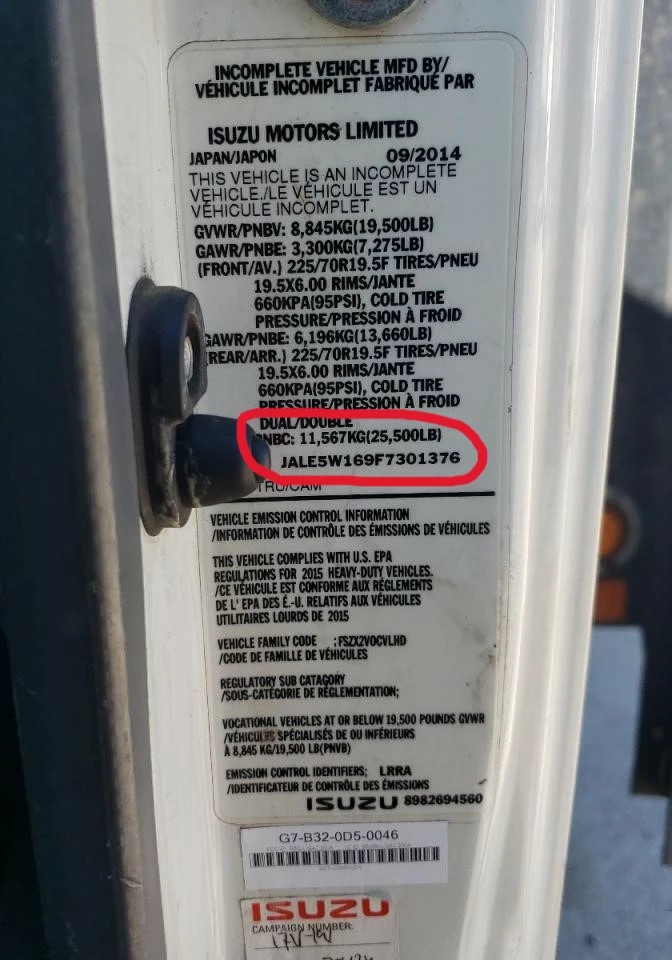 INCOMPLETE VEHICLE MFD BY/
VÉHICULE INCOMPLET FABRIQUÉ PAR
ISUZU MOTORS LIMITED
JAPAN/JAPON 09/2014
THIS VEHICLE IS AN INCOMPLETE
VEHICLE./LE VÉHICULE EST UN
VÉHICULE INCOMPLET.
GVWR/PNBV: 8,845KG(19,500LB)
GAWR/PNBE: 3,300KG(7,275LB)
(FRONT/AV.) 225/70R19.5F TIRES/PNEU
19.5X6.00 RIMS/JANTE
660KPA(95PSI), COLD TIRE
PRESSURE/PRESSION À FROID
GAWR/PNBE: 6,196KG(13,660LB)
(REAR/ARR.) 225/70R19.5F TIRES/PNEU
19.5X6.00 RIMS/JANTE
660KPA(95PSI), COLD TIRE
PRESSURE/PRESSION À FROID
DUAL/DOUBLE
PNBC: 11,567KG(25,500LB)
JALE5W169F7301376
TRU/CAM
VEHICLE EMISSION CONTROL INFORMATION
/INFORMATION DE CONTRÔLE DES ÉMISSIONS DE VÉHICULES
THIS VEHICLE COMPLIES WITH U.S. EPA
REGULATIONS FOR 2015 HEAVY-DUTY VEHICLES.
/CE VÉHICULE EST CONFORME AUX RÈGLEMENTS
DE L' EPA DES É.-U. RELATIFS AUX VÉHICULES
UTILITAIRES LOURDS DE 2015
VEHICLE FAMILY CODE ;FSZX2VOCVLHD
/CODE DE FAMILLE DE VÉHICULES
REGULATORY SUB CATAGORY
/SOUS-CATÉGORIE DE RÉGLEMENTATION;
VOCATIONAL VEHICLES AT OR BELOW 19,500 POUNDS GVWR
/VÉHICULES SPÉCIALISÉS DE OU INFÉRIEURS
À 8,845 KG/19,500 LB(PNVB)
EMISSION CONTROL IDENTIFIERS; LRRA
/IDENTIFICATEUR DE CONTRÔLE DES ÉMISSIONS
ISUZU 8982694560
G7-B32-0D5-0046
ISUZU
CAMPAIGN NUMBER: